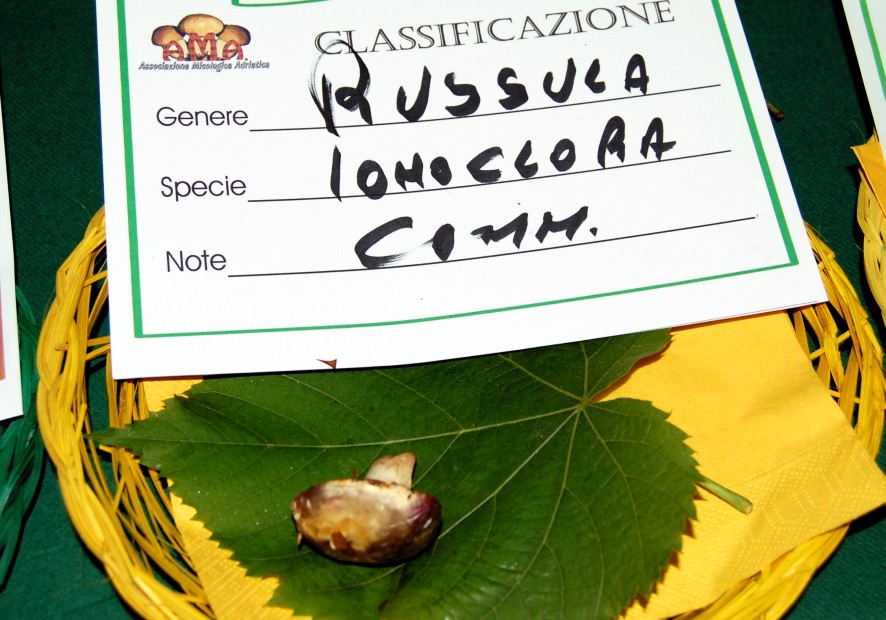 CLASSIFICAZIONE
AMA.
Associazione Micologica Adriatica
Genere RUSSULA
Specie IONOCLORA
Note COMM.